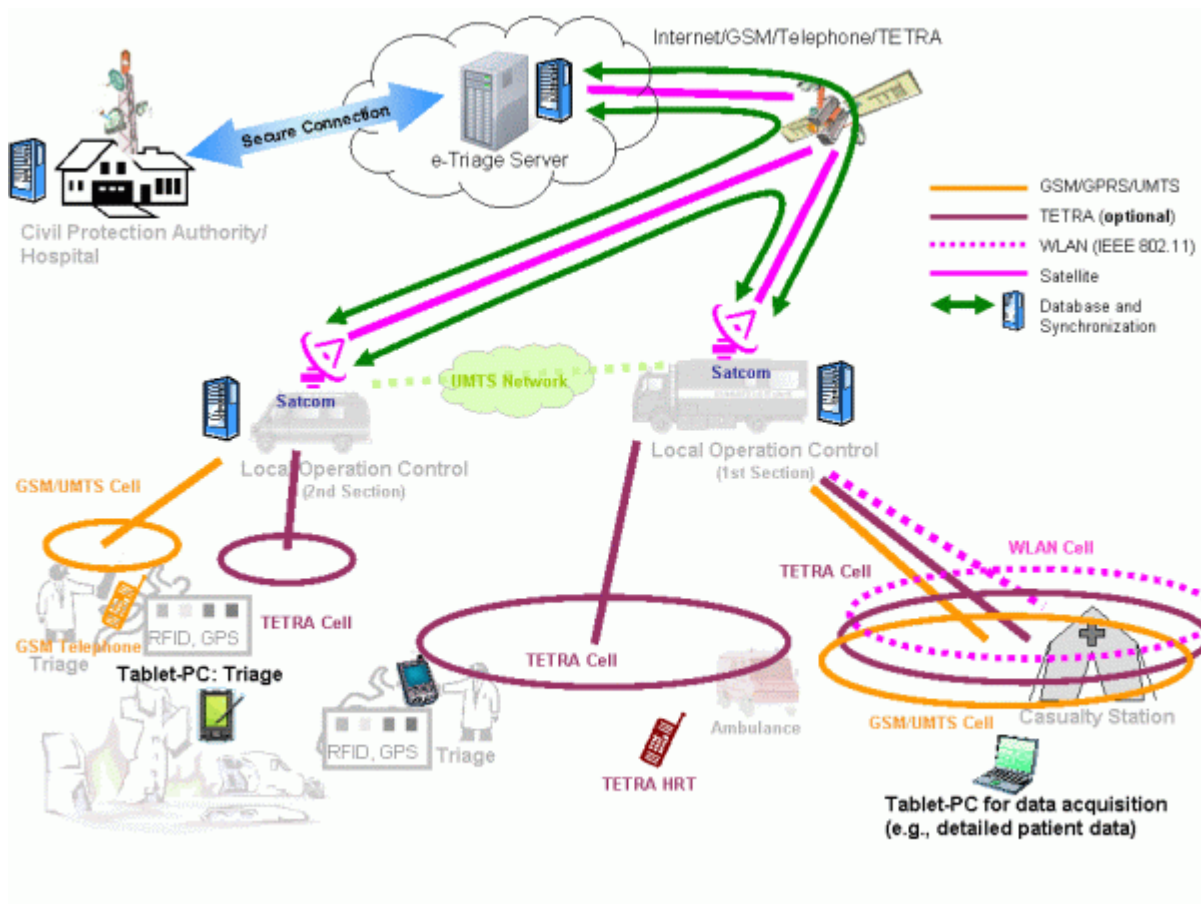 Internet/GSM/Telephone/TETRA
Secure Connection
e-Triage Server
Civil Protection Authority/
Hospital
GSM/GPRS/UMTS
TETRA (optional)
WLAN (IEEE 802.11)
Satellite
Database and
Synchronization
UMTS Network
Satcom
Satcom
Local Operation Control
(1st Section)
Local Operation Control
(2nd Section)
GSM/UMTS Cell
WLAN Cell
TETRA Cell
TETRA Cell
RFID, GPS
GSM Telephone
Triage
TETRA Cell
Tablet-PC: Triage
GSM/UMTS Cell
Casualty Station
Ambulance
RFID, GPS
Triage
TETRA HRT
Tablet-PC for data acquisition
(e.g., detailed patient data)